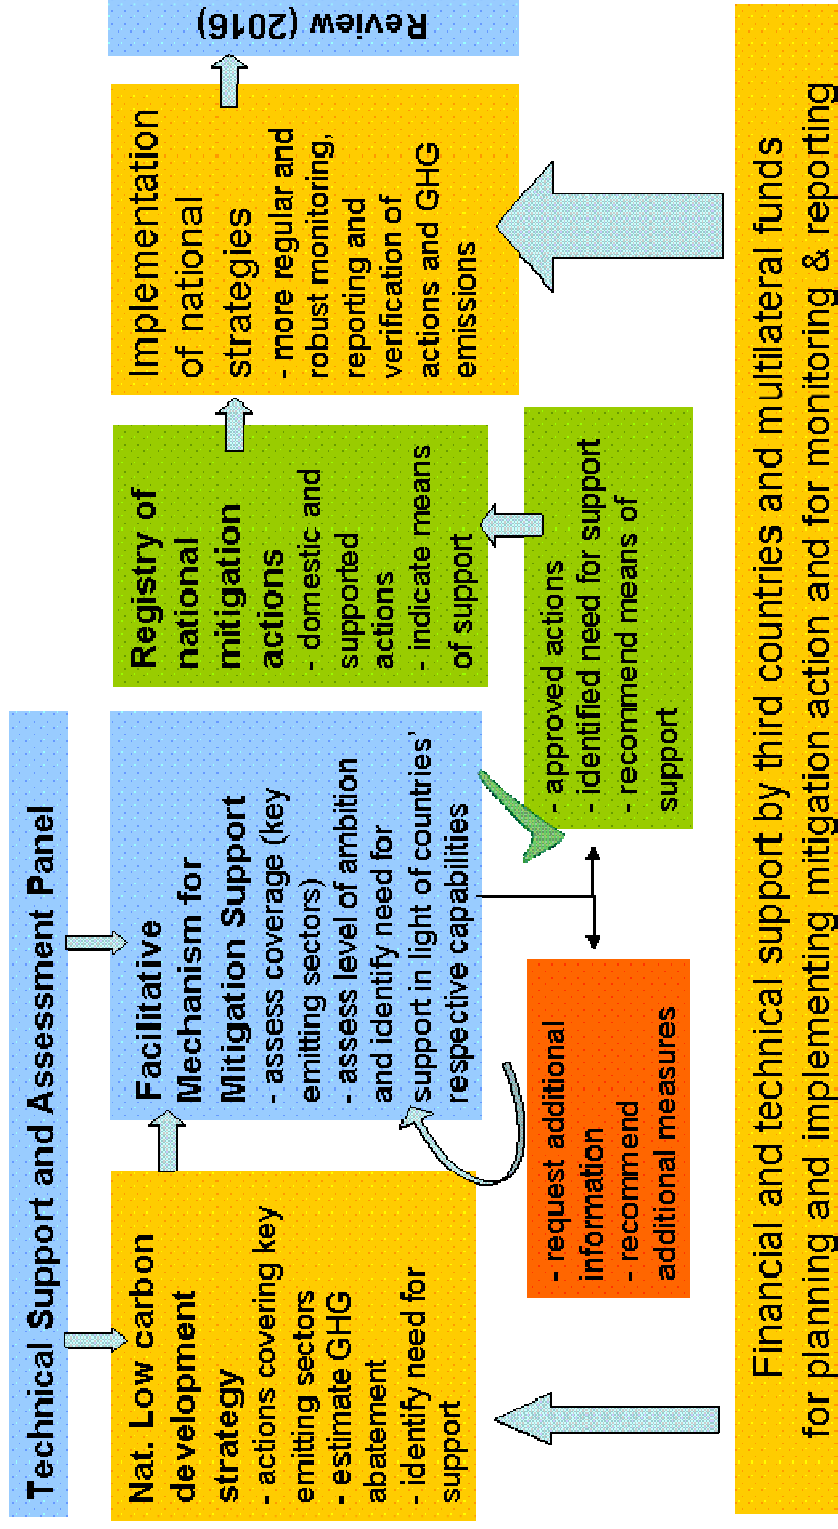 Technical Support and Assessment Panel
Nat. Low carbon
development
strategy
- actions covering key
emitting sectors
- estimate GHG
abatement
- identify need for
support
Facilitative
Mechanism for
Mitigation Support
- assess coverage (key
emitting sectors)
- assess level of ambition
and identify need for
support in light of countries'
respective capabilities
Registry of
national
mitigation
actions
- domestic and
supported
actions
- indicate means
of support
Implementation
of national
strategies
- more regular and
robust monitoring,
reporting and
verification of
actions and GHG
emissions
Review (2016)
- request additional
information
- recommend
additional measures
- approved actions
- identified need for support
- recommend means of
support
Financial and technical support by third countries and multilateral funds
for planning and implementing mitigation action and for monitoring & reporting